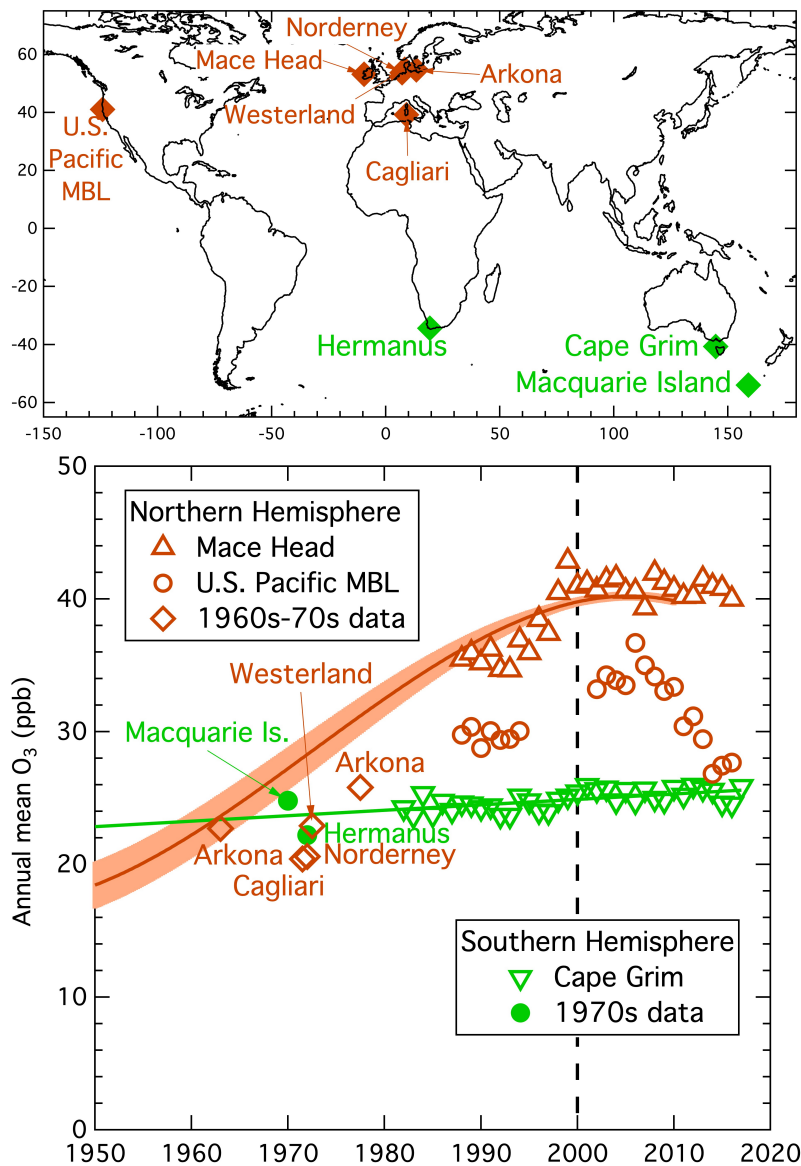 60
40
20
0
-20
-40
-60
-150
-100
-50
0
50
100
150
Norderney
Mace Head
Arkona
Westerland
U.S.
Pacific
MBL
Cagliari
Hermanus
Cape Grim
Macquarie Island
50
40
30
20
10
0
Annual mean O3 (ppb)
Northern Hemisphere
Mace Head
U.S. Pacific MBL
1960s-70s data
Westerland
Macquarie Is.
Arkona
Hermanus
Arkona
Norderney
Cagliari
Southern Hemisphere
Cape Grim
1970s data
1950
1960
1970
1980
1990
2000
2010
2020